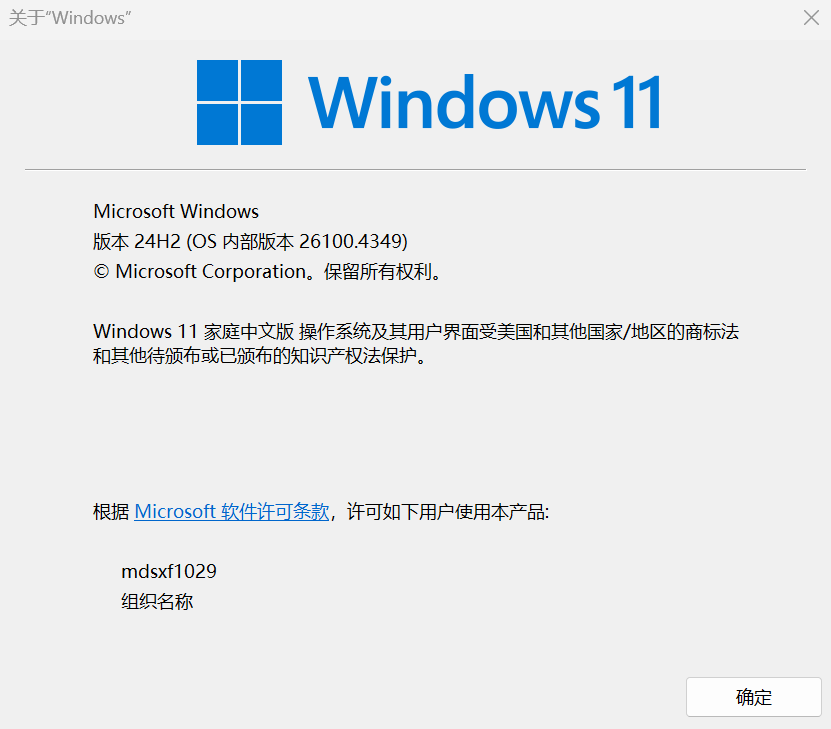 关于“Windows”
Windows 11
Microsoft Windows
版本 24H2 (OS 内部版本 26100.4349)
© Microsoft Corporation。保留所有权利。
Windows 11 家庭中文版 操作系统及其用户界面受美国和其他国家/地区的商标法
和其他待颁布或已颁布的知识产权法保护。
根据 Microsoft 软件许可条款，许可如下用户使用本产品:
mdsxf1029
组织名称
确定